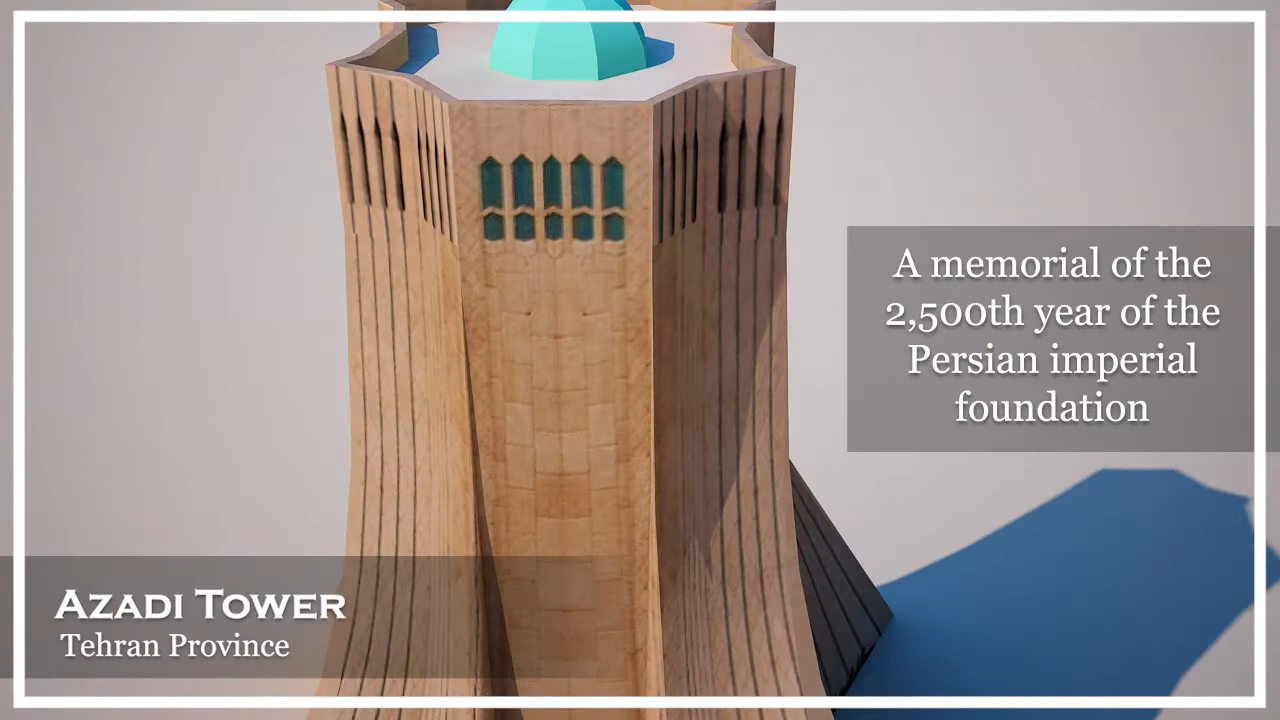 A memorial of the
2,500th year of the
Persian imperial
foundation
Azadi Tower
Tehran Province